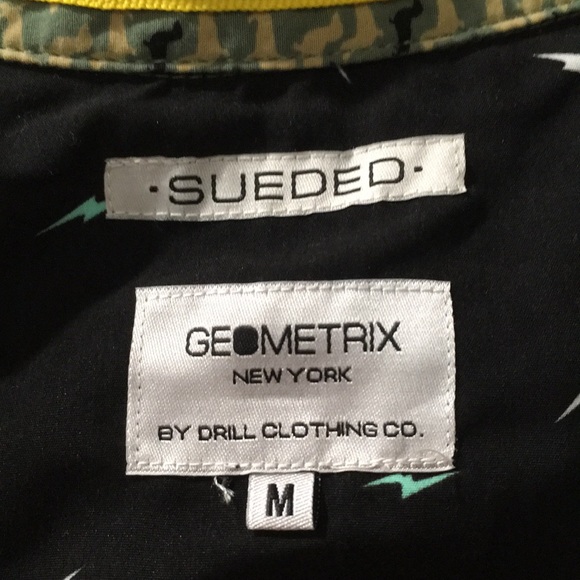 ·SUEDED·
GEOMETRIX
NEW YORK
BY DRILL CLOTHING CO.
M